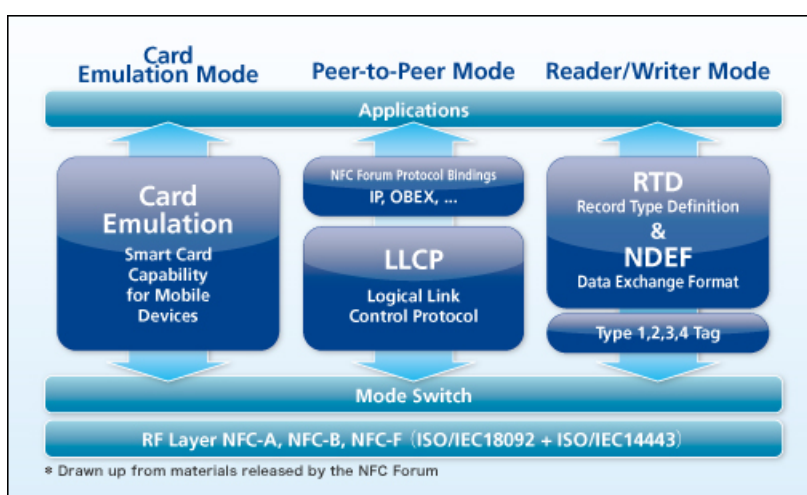 Card
Emulation Mode
Peer-to-Peer Mode
Reader/Writer Mode
Applications
Card
Emulation
Smart Card
Capability
for Mobile
Devices
NFC Forum Protocol Bindings
IP, OBEX, ...
LLCP
Logical Link
Control Protocol
RTD
Record Type Definition
&
NDEF
Data Exchange Format
Type 1,2,3,4 Tag
Mode Switch
RF Layer NFC-A, NFC-B, NFC-F (ISO/IEC18092 + ISO/IEC14443)
* Drawn up from materials released by the NFC Forum